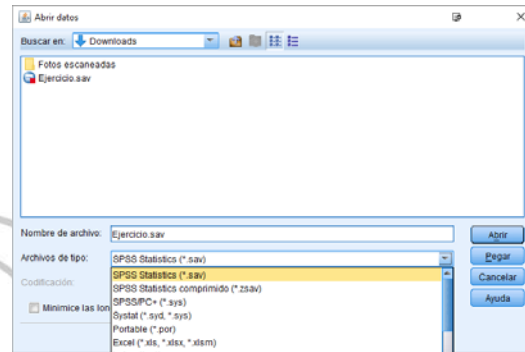 Abrir datos
Buscar en: Downloads
Fotos escaneadas
Ejercicio.sav
Nombre de archivo: Ejercicio.sav Abrir
Archivos de tipo: SPSS Statistics (*.sav) Pegar
Codificación: SPSS Statistics (*.sav) Cancelar
SPSS Statistics comprimido (*.zsav)
Minimice las lon SPSS/PC+ (*.sys) Ayuda
Systat (*.syd, *.sys)
Portable (*.por)
Excel (*.xls, *.xlsx, *.xlsm)